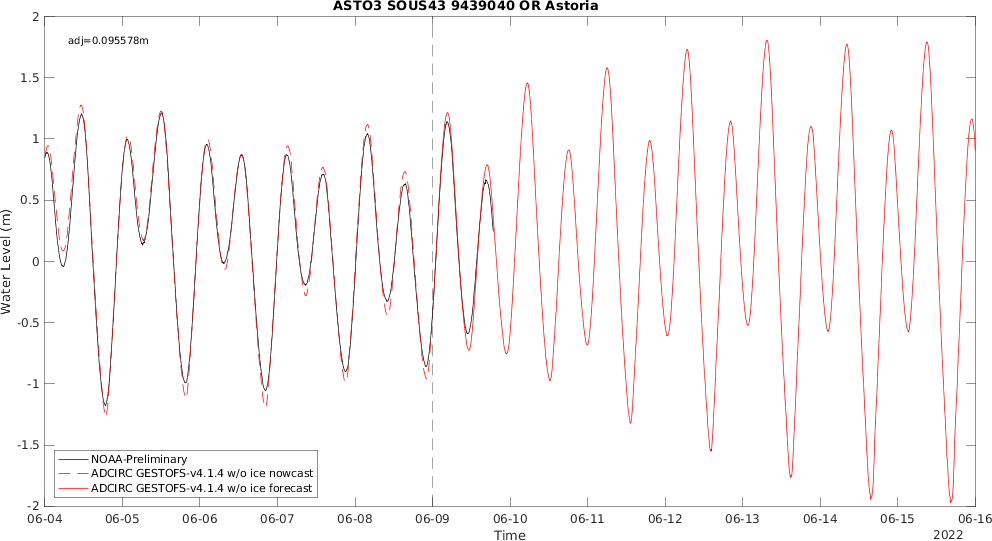 ASTO3 SOUS43 9439040 OR Astoria
adj=0.095578m
Water Level (m)
2
1.5
1
0.5
0
-0.5
-1
-1.5
-2
NOAA-Preliminary
ADCIRC GESTOFS-v4.1.4 w/o ice nowcast
ADCIRC GESTOFS-v4.1.4 w/o ice forecast
06-04 06-05 06-06 06-07 06-08 06-09 06-10 06-11 06-12 06-13 06-14 06-15 06-16
Time
2022